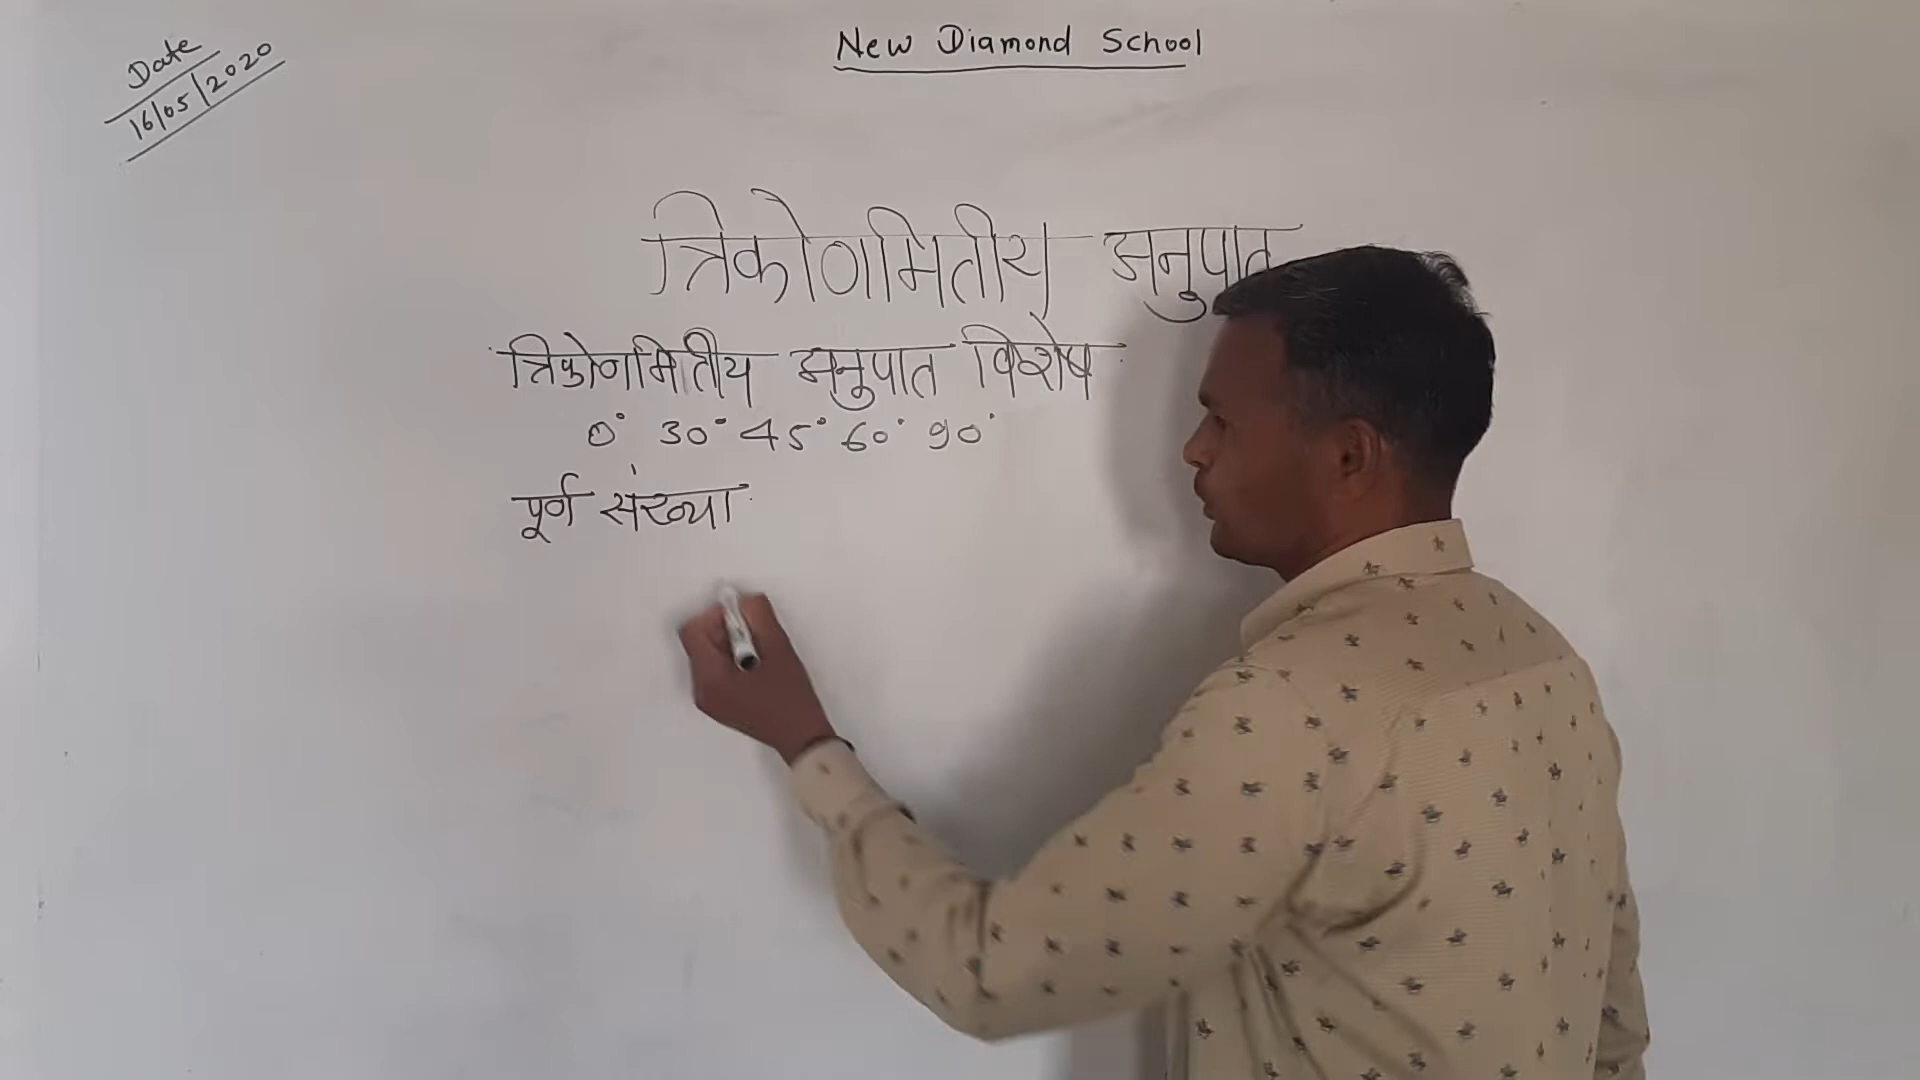 New Diamond School
Date
16/05/2020
त्रिकोणमितीय अनुपात
त्रिकोणमितीय अनुपात विशेष
0° 30° 45° 60° 90°
पूर्ण संख्या